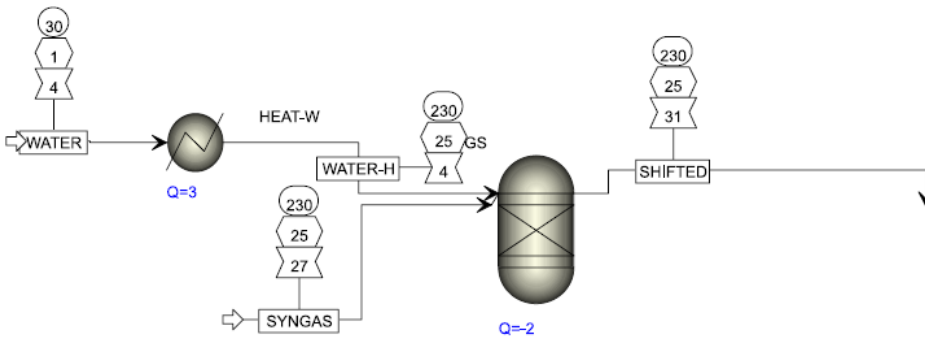 30
1
4
WATER
HEAT-W
Q=3
230
25
GS
4
WATER-H
230
25
31
SHIFTED
230
25
27
SYNGAS
Q=-2